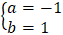 a = −1
b = 1